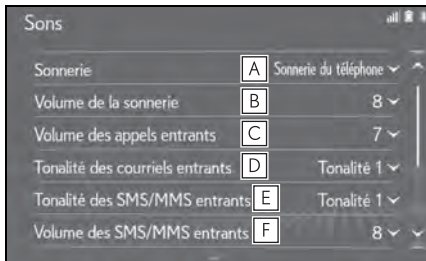 Sons
Sonnerie A Sonnerie du téléphone
Volume de la sonnerie B 8
Volume des appels entrants C 7
Tonalité des courriels entrants D Tonalité 1
Tonalité des SMS/MMS entrants E Tonalité 1
Volume des SMS/MMS entrants F 8